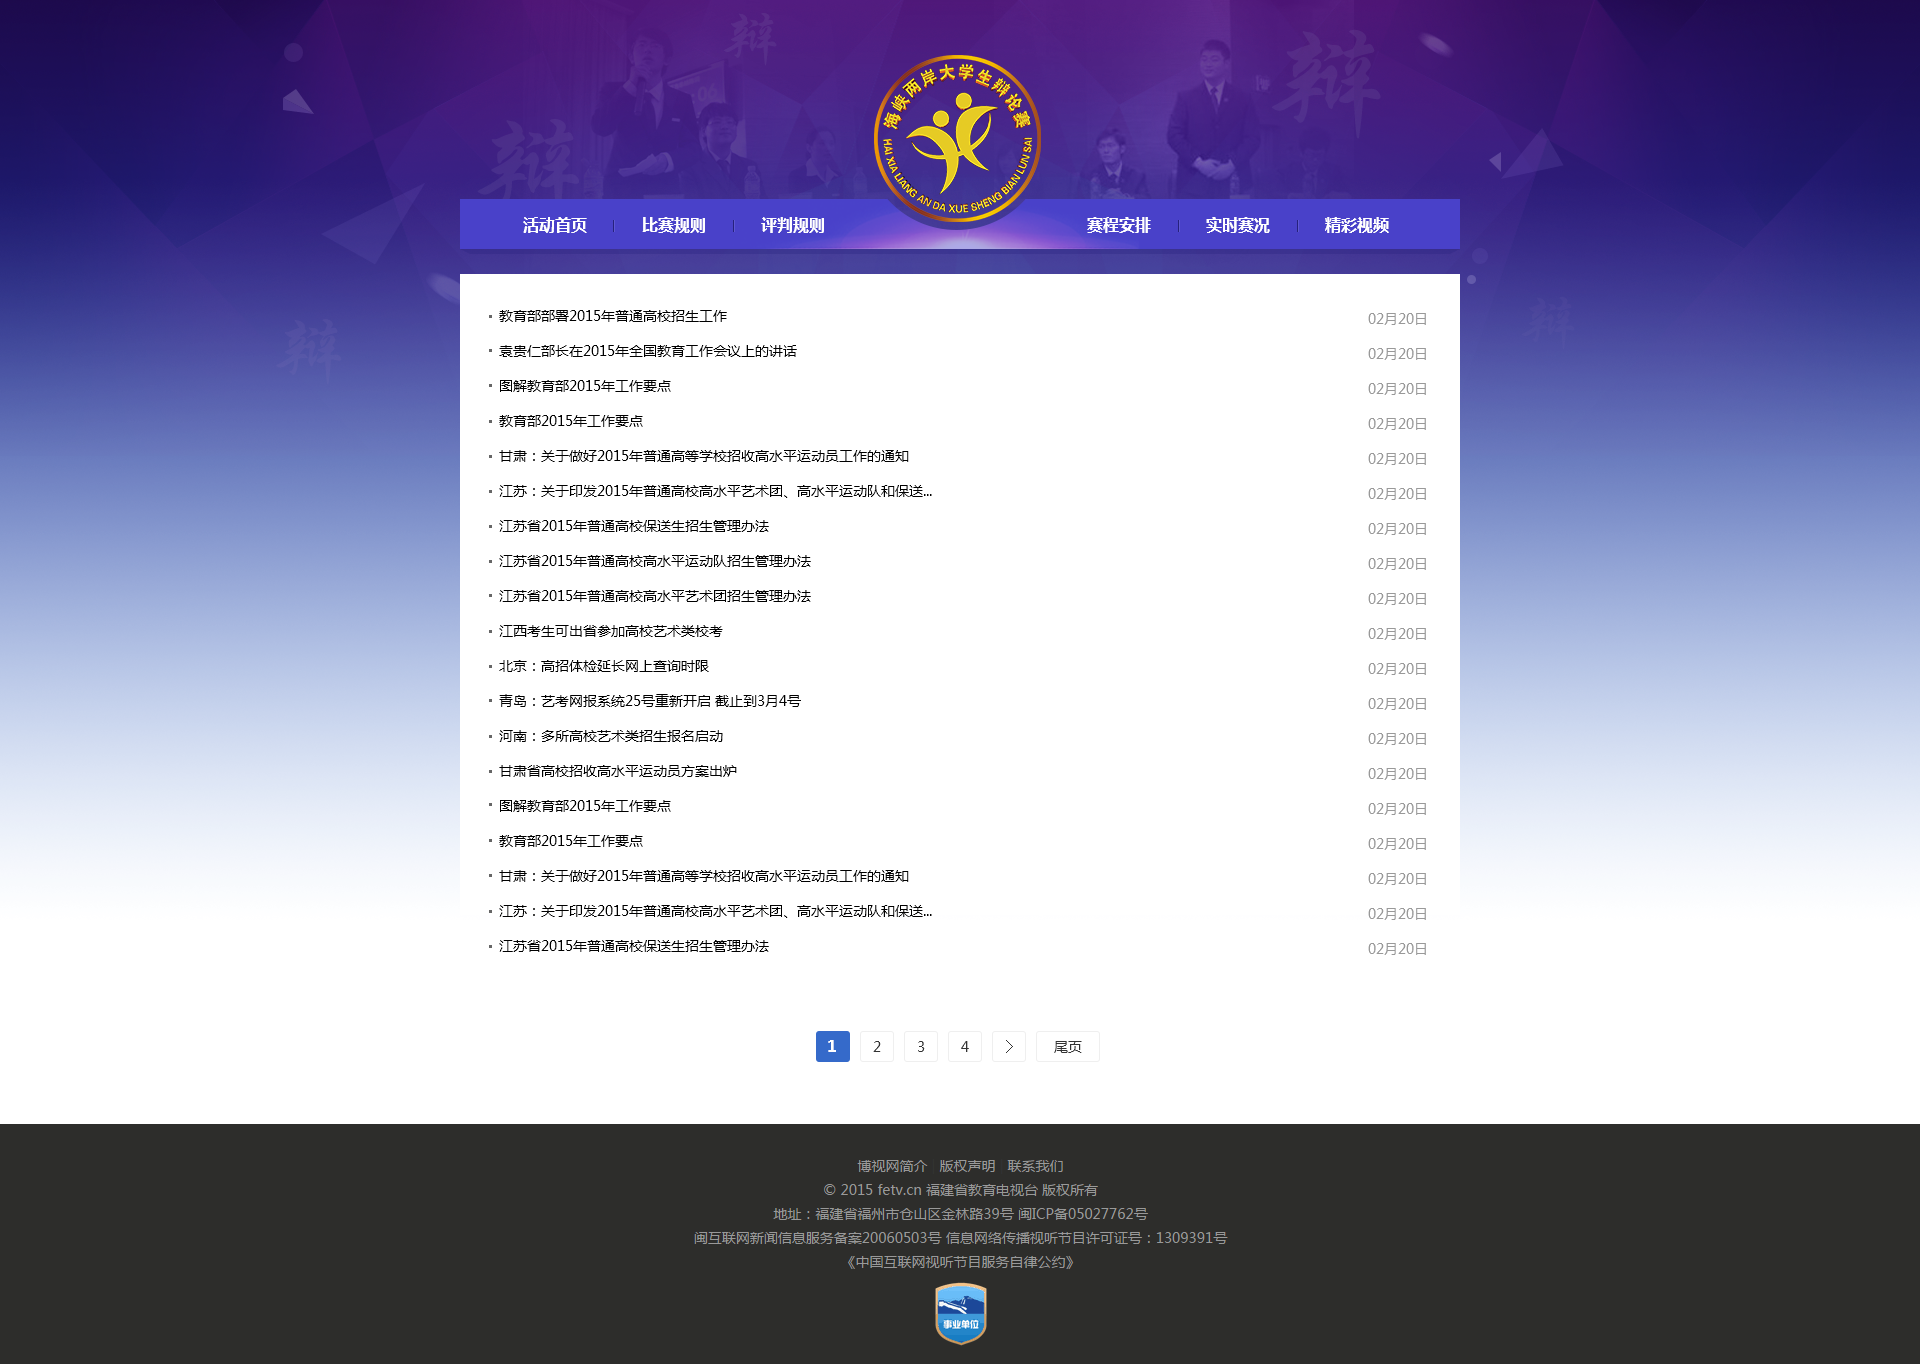 辩
辩
辩
辩
辩
海峡两岸大学生辩论赛
HAI XIA LIANG AN DA XUE SHENG BIAN LUN SAI
活动首页 比赛规则 评判规则 赛程安排 实时赛况 精彩视频
教育部部署2015年普通高校招生工作 02月20日
袁贵仁部长在2015年全国教育工作会议上的讲话 02月20日
图解教育部2015年工作要点 02月20日
教育部2015年工作要点 02月20日
甘肃：关于做好2015年普通高等学校招收高水平运动员工作的通知 02月20日
江苏：关于印发2015年普通高校高水平艺术团、高水平运动队和保送... 02月20日
江苏省2015年普通高校保送生招生管理办法 02月20日
江苏省2015年普通高校高水平运动队招生管理办法 02月20日
江苏省2015年普通高校高水平艺术团招生管理办法 02月20日
江西考生可出省参加高校艺术类校考 02月20日
北京：高招体检延长网上查询时限 02月20日
青岛：艺考网报系统25号重新开启 截止到3月4号 02月20日
河南：多所高校艺术类招生报名启动 02月20日
甘肃省高校招收高水平运动员方案出炉 02月20日
图解教育部2015年工作要点 02月20日
教育部2015年工作要点 02月20日
甘肃：关于做好2015年普通高等学校招收高水平运动员工作的通知 02月20日
江苏：关于印发2015年普通高校高水平艺术团、高水平运动队和保送... 02月20日
江苏省2015年普通高校保送生招生管理办法 02月20日
1 2 3 4 > 尾页
博视网简介 版权声明 联系我们
© 2015 fetv.cn 福建省教育电视台 版权所有
地址：福建省福州市仓山区金林路39号 闽ICP备05027762号
闽互联网新闻信息服务备案20060503号 信息网络传播视听节目许可证号：1309391号
《中国互联网视听节目服务自律公约》
事业单位